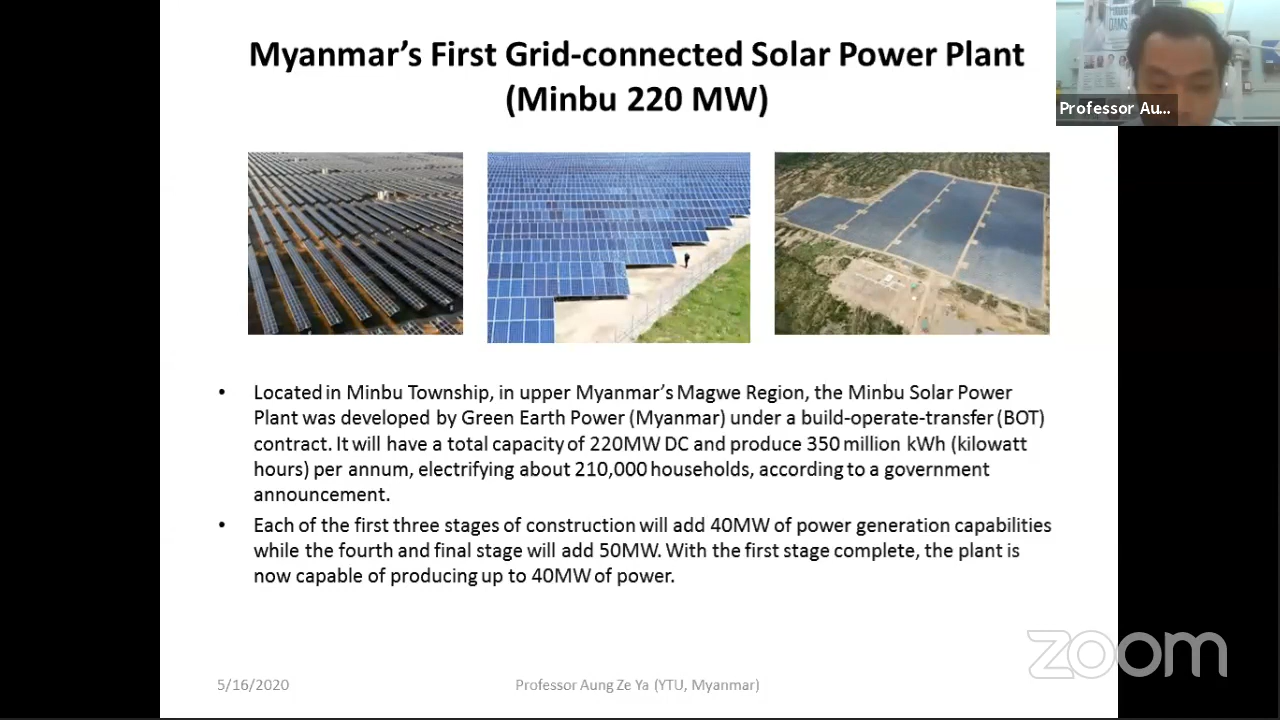 Myanmar’s First Grid-connected Solar Power Plant
(Minbu 220 MW)
Professor Au...
• Located in Minbu Township, in upper Myanmar’s Magwe Region, the Minbu Solar Power
Plant was developed by Green Earth Power (Myanmar) under a build-operate-transfer (BOT)
contract. It will have a total capacity of 220MW DC and produce 350 million kWh (kilowatt
hours) per annum, electrifying about 210,000 households, according to a government
announcement.
• Each of the first three stages of construction will add 40MW of power generation capabilities
while the fourth and final stage will add 50MW. With the first stage complete, the plant is
now capable of producing up to 40MW of power.
zoom
5/16/2020
Professor Aung Ze Ya (YTU, Myanmar)